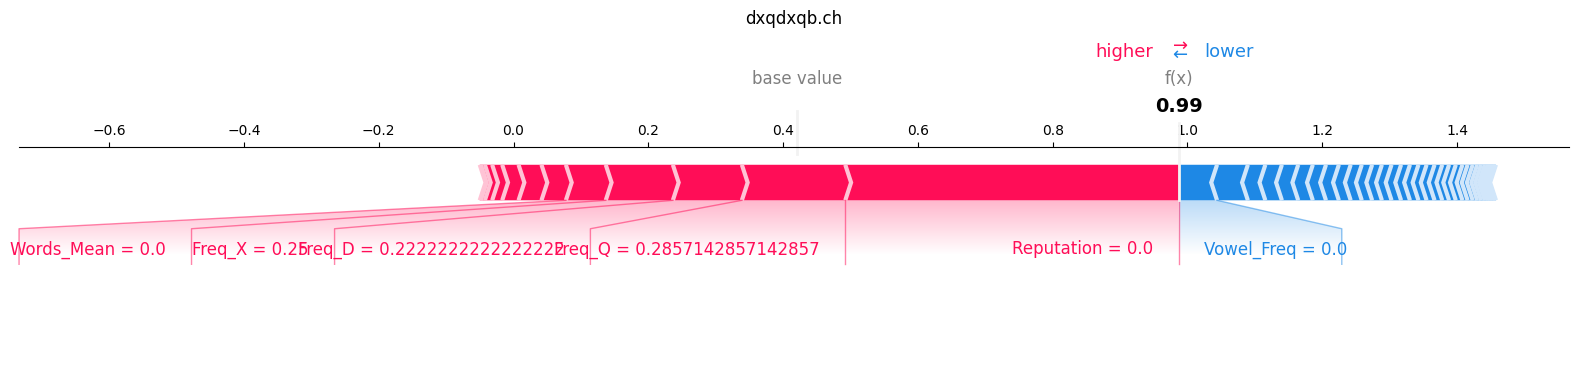 dxqdxqb.ch
higher → ← lower
base value f(x)
0.99
−0.6 −0.4 −0.2 0.0 0.2 0.4 0.6 0.8 1.0 1.2 1.4
Words_Mean = 0.0 Freq_X = 0.25 Freq_D = 0.2222222222222222 Freq_Q = 0.2857142857142857 Reputation = 0.0 Vowel_Freq = 0.0